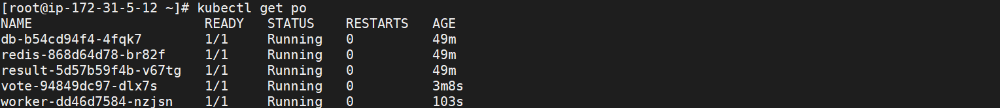 [root@ip-172-31-5-12 ~]# kubectl get po
NAME                      READY   STATUS    RESTARTS   AGE
db-b54cd94f4-4fqk7        1/1     Running   0          49m
redis-868d64d78-br82f     1/1     Running   0          49m
result-5d57b59f4b-v67tg   1/1     Running   0          49m
vote-94849dc97-dlx7s      1/1     Running   0          3m8s
worker-dd46d7584-nzjsn    1/1     Running   0          103s